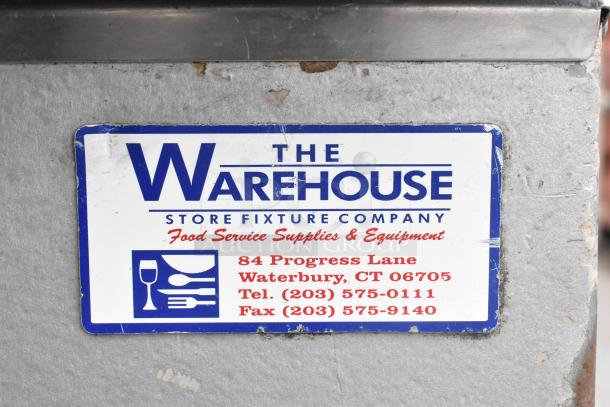 THE
WAREHOUSE
STORE FIXTURE COMPANY
Food Service Supplies & Equipment
84 Progress Lane
Waterbury, CT 06705
Tel. (203) 575-0111
Fax (203) 575-9140